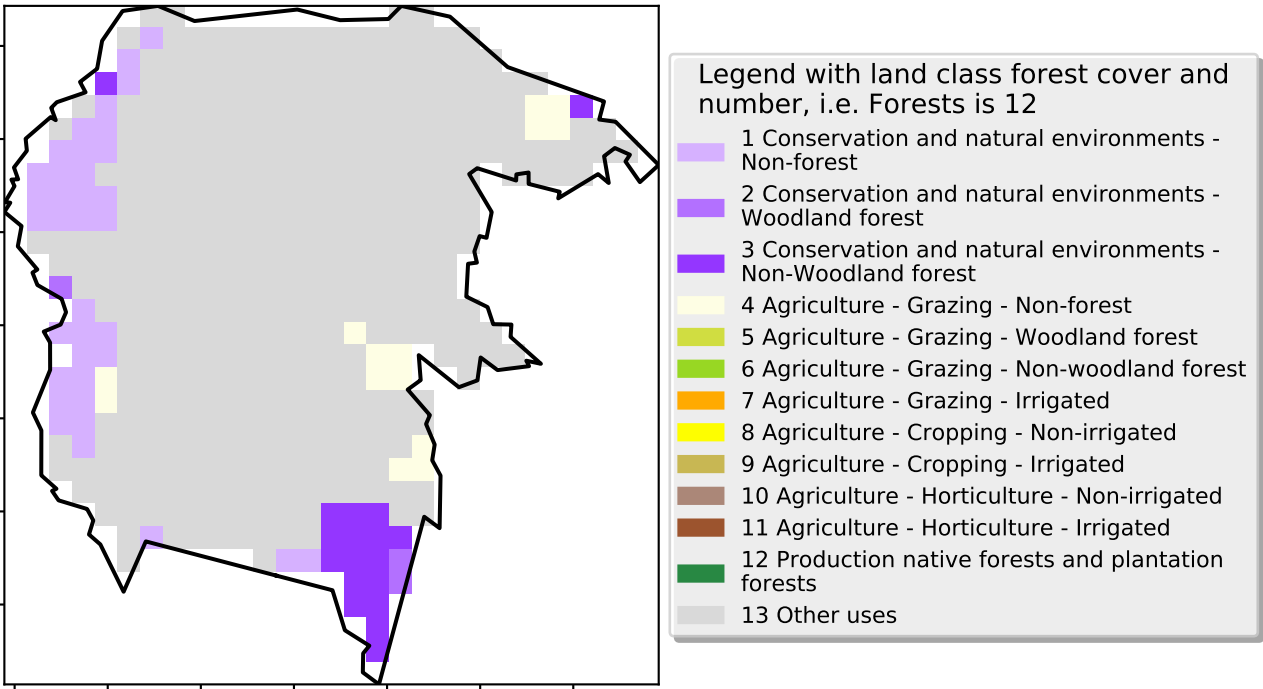 Legend with land class forest cover and
number, i.e. Forests is 12
1 Conservation and natural environments -
Non-forest
2 Conservation and natural environments -
Woodland forest
3 Conservation and natural environments -
Non-Woodland forest
4 Agriculture - Grazing - Non-forest
5 Agriculture - Grazing - Woodland forest
6 Agriculture - Grazing - Non-woodland forest
7 Agriculture - Grazing - Irrigated
8 Agriculture - Cropping - Non-irrigated
9 Agriculture - Cropping - Irrigated
10 Agriculture - Horticulture - Non-irrigated
11 Agriculture - Horticulture - Irrigated
12 Production native forests and plantation
forests
13 Other uses